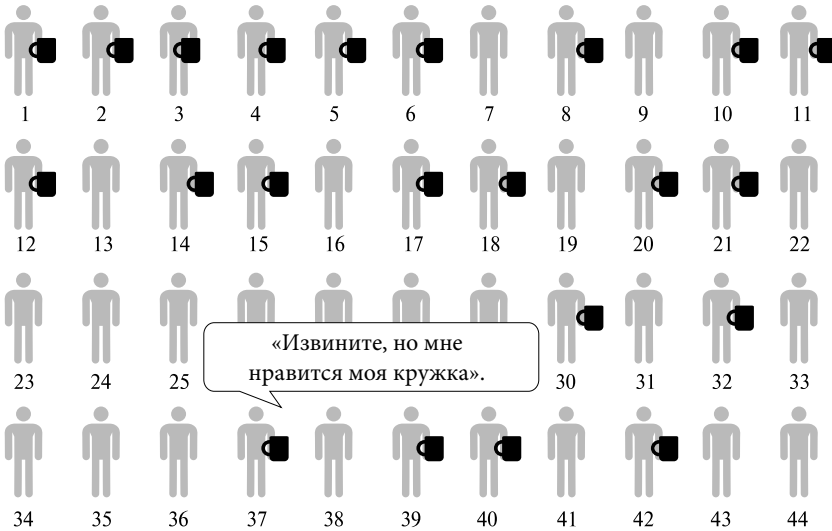 1 2 3 4 5 6 7 8 9 10 11
12 13 14 15 16 17 18 19 20 21 22
«Извините, но мне
нравится моя кружка».
23 24 25 30 31 32 33
34 35 36 37 38 39 40 41 42 43 44